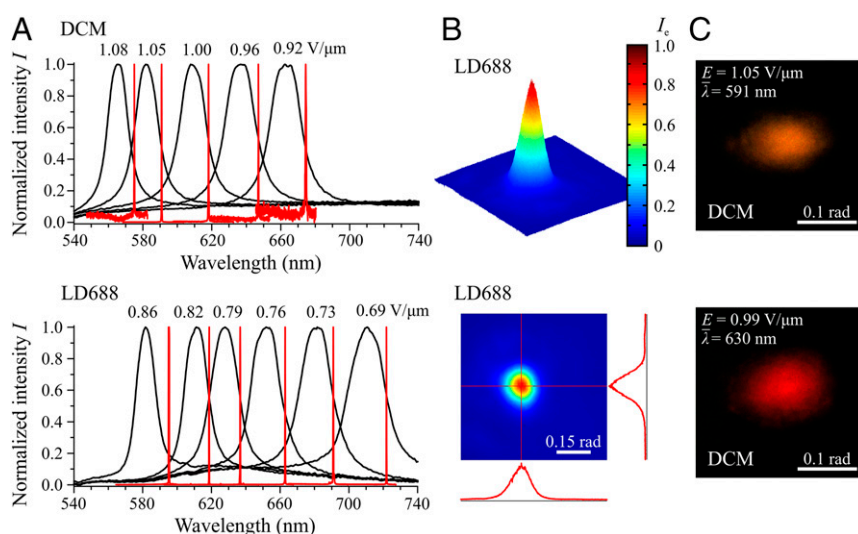 A
DCM
1.08 1.05 1.00 0.96 0.92 V/μm
Normalized intensity I
1.0
0.8
0.6
0.4
0.2
0.0
540 580 620 660 700 740
Wavelength (nm)
LD688
0.86 0.82 0.79 0.76 0.73 0.69 V/μm
Normalized intensity I
1.0
0.8
0.6
0.4
0.2
0.0
540 580 620 660 700 740
Wavelength (nm)
B
LD688
Ic
1.0
0.8
0.6
0.4
0.2
0
LD688
0.15 rad
C
E = 1.05 V/μm
λ̅ = 591 nm
DCM
0.1 rad
E = 0.99 V/μm
λ̅ = 630 nm
DCM
0.1 rad